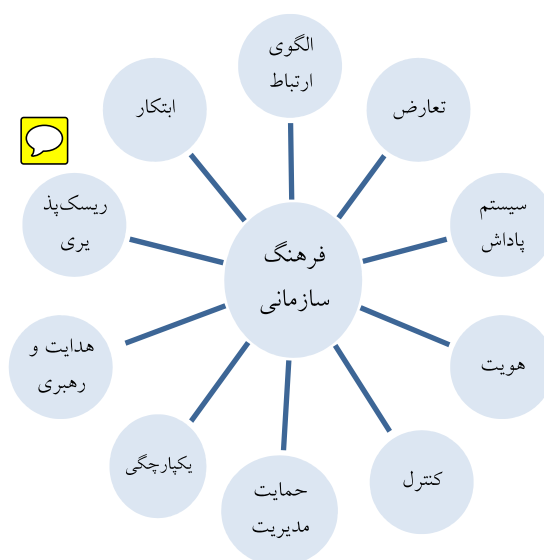 الگوی
ارتباط
تعارض
ابتکار
سیستم
پاداش
ریسک‌پذ
یری
فرهنگ
سازمانی
هویت
هدایت و
رهبری
کنترل
یکپارچگی
حمایت
مدیریت